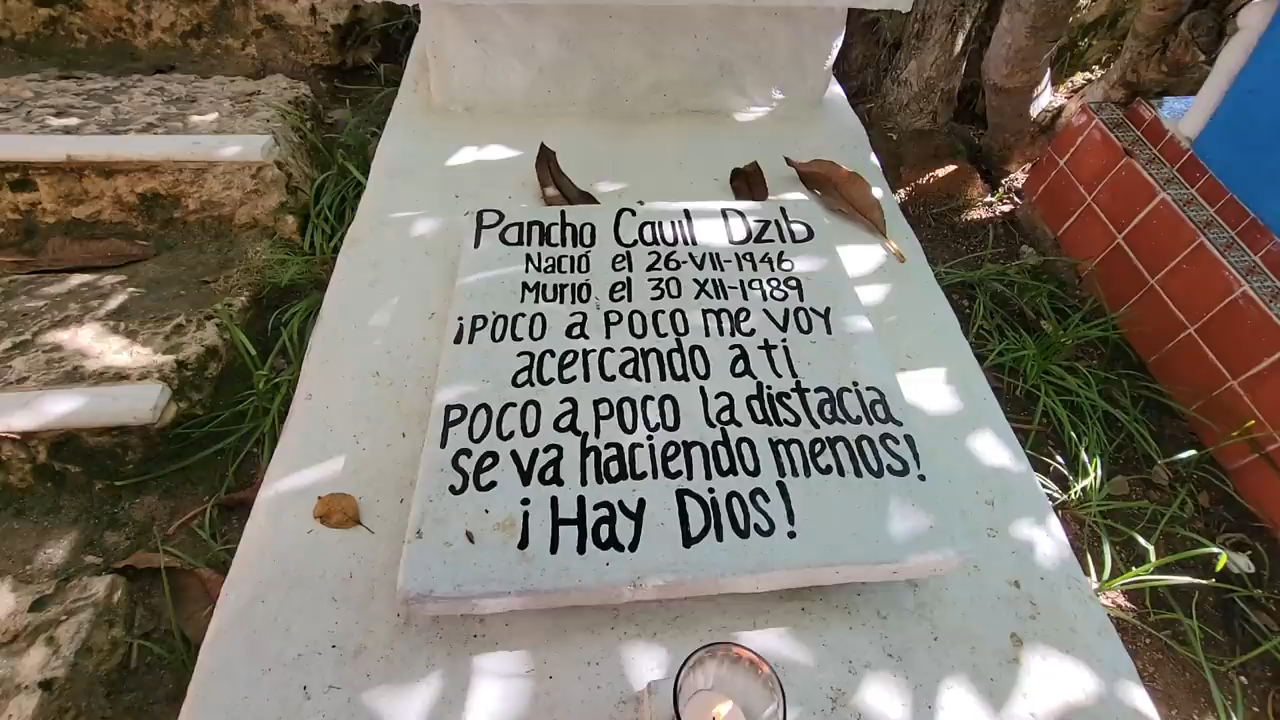 Pancho Cauil Dzib
Nació el 26-VII-1946
Murió el 30 XII-1989
¡POCO a POCO me voy
acercando a ti
POCO a POCO la distacia
se va haciendo menos!
¡Hay Dios!